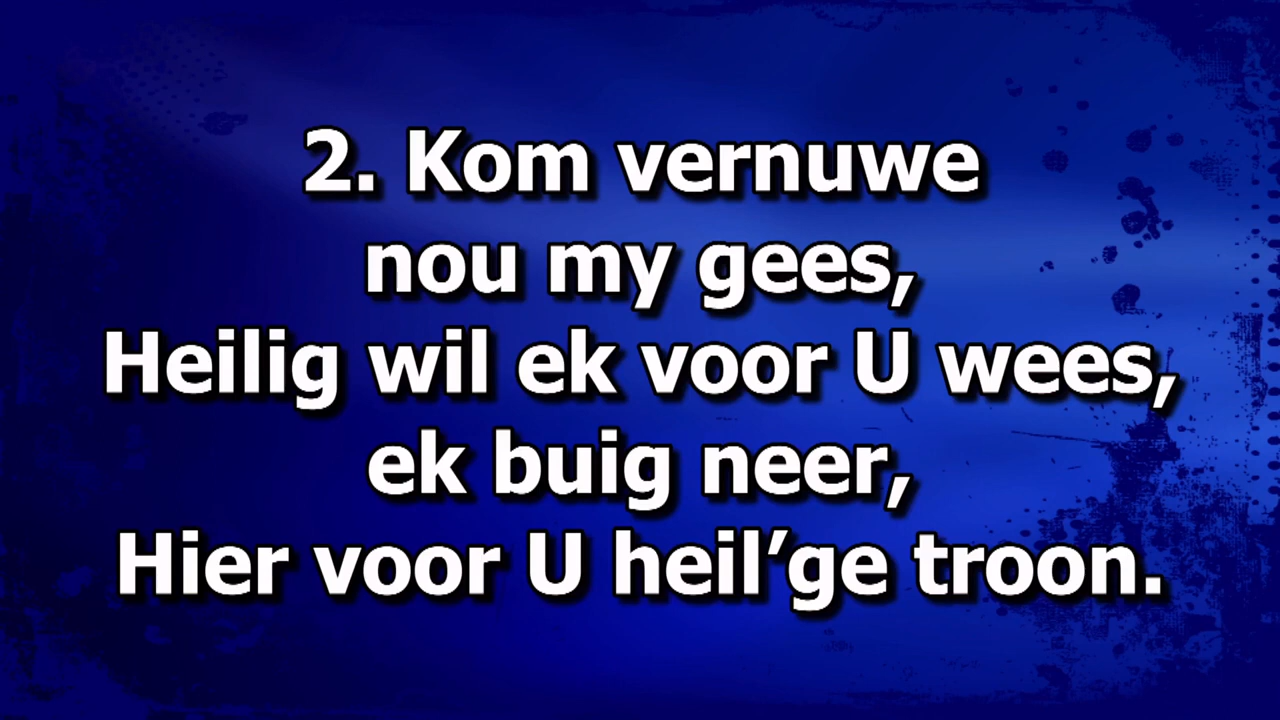 2. Kom vernuwe
nou my gees,
Heilig wil ek voor U wees,
ek buig neer,
Hier voor U heil’ge troon.